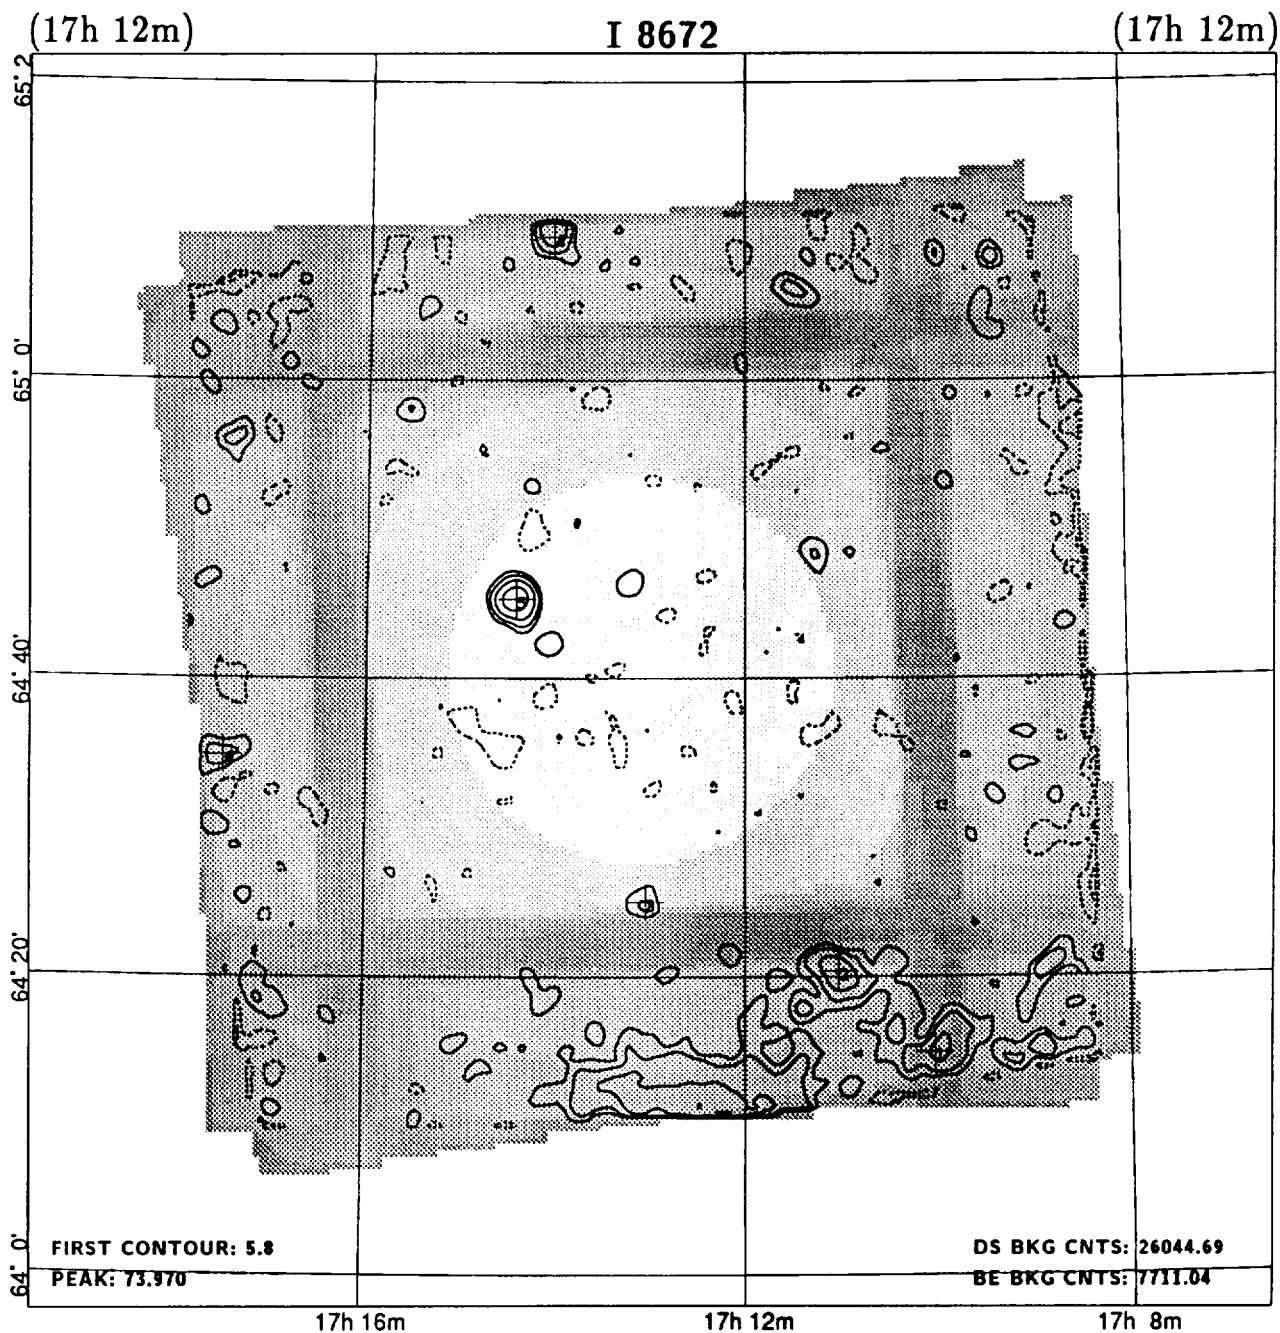 (17h 12m) I 8672 (17h 12m)
65° 2
65° 0'
64° 40'
64° 20'
64° 0'
FIRST CONTOUR: 5.8
PEAK: 73.970
DS BKG CNTS: 26044.69
BE BKG CNTS: 7711.04
17h 16m 17h 12m 17h 8m